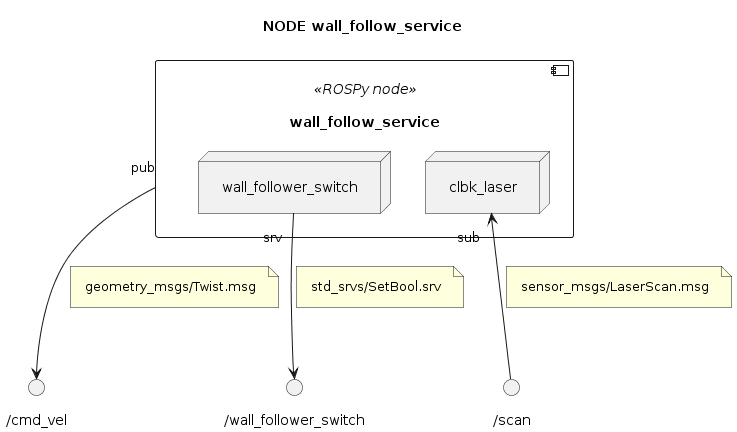 NODE wall_follow_service
«ROSPy node»
wall_follow_service
pub
wall_follower_switch
clbk_laser
srv
sub
geometry_msgs/Twist.msg
std_srvs/SetBool.srv
sensor_msgs/LaserScan.msg
/cmd_vel
/wall_follower_switch
/scan